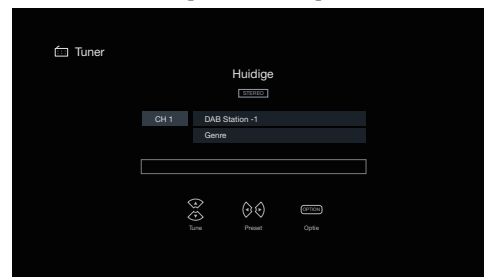 Tuner
Huidige
STEREO
CH 1 DAB Station -1
Genre
OPTION
Tune Preset Optie